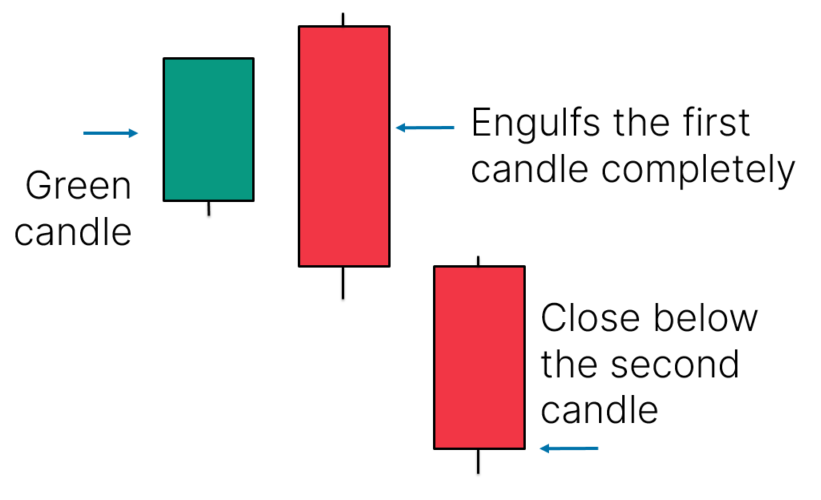 Green
candle
Engulfs the first
candle completely
Close below
the second
candle